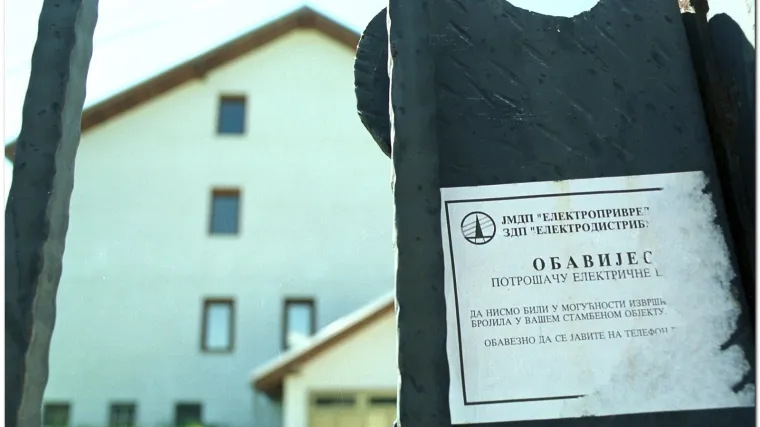 ЈМДП "ЕЛЕКТРОПРИВРЕ
ЗДП "ЕЛЕКТРОДИСТРИБ
ОБАВИЈЕС
ПОТРОШАЧУ ЕЛЕКТРИЧНЕ
ДА НИСМО БИЛИ У МОГУЋНОСТИ ИЗВРШ
БРОЈИЛА У ВАШЕМ СТАМБЕНОМ ОБЈЕКТУ.
ОБАВЕЗНО ДА СЕ ЈАВИТЕ НА ТЕЛЕФОН